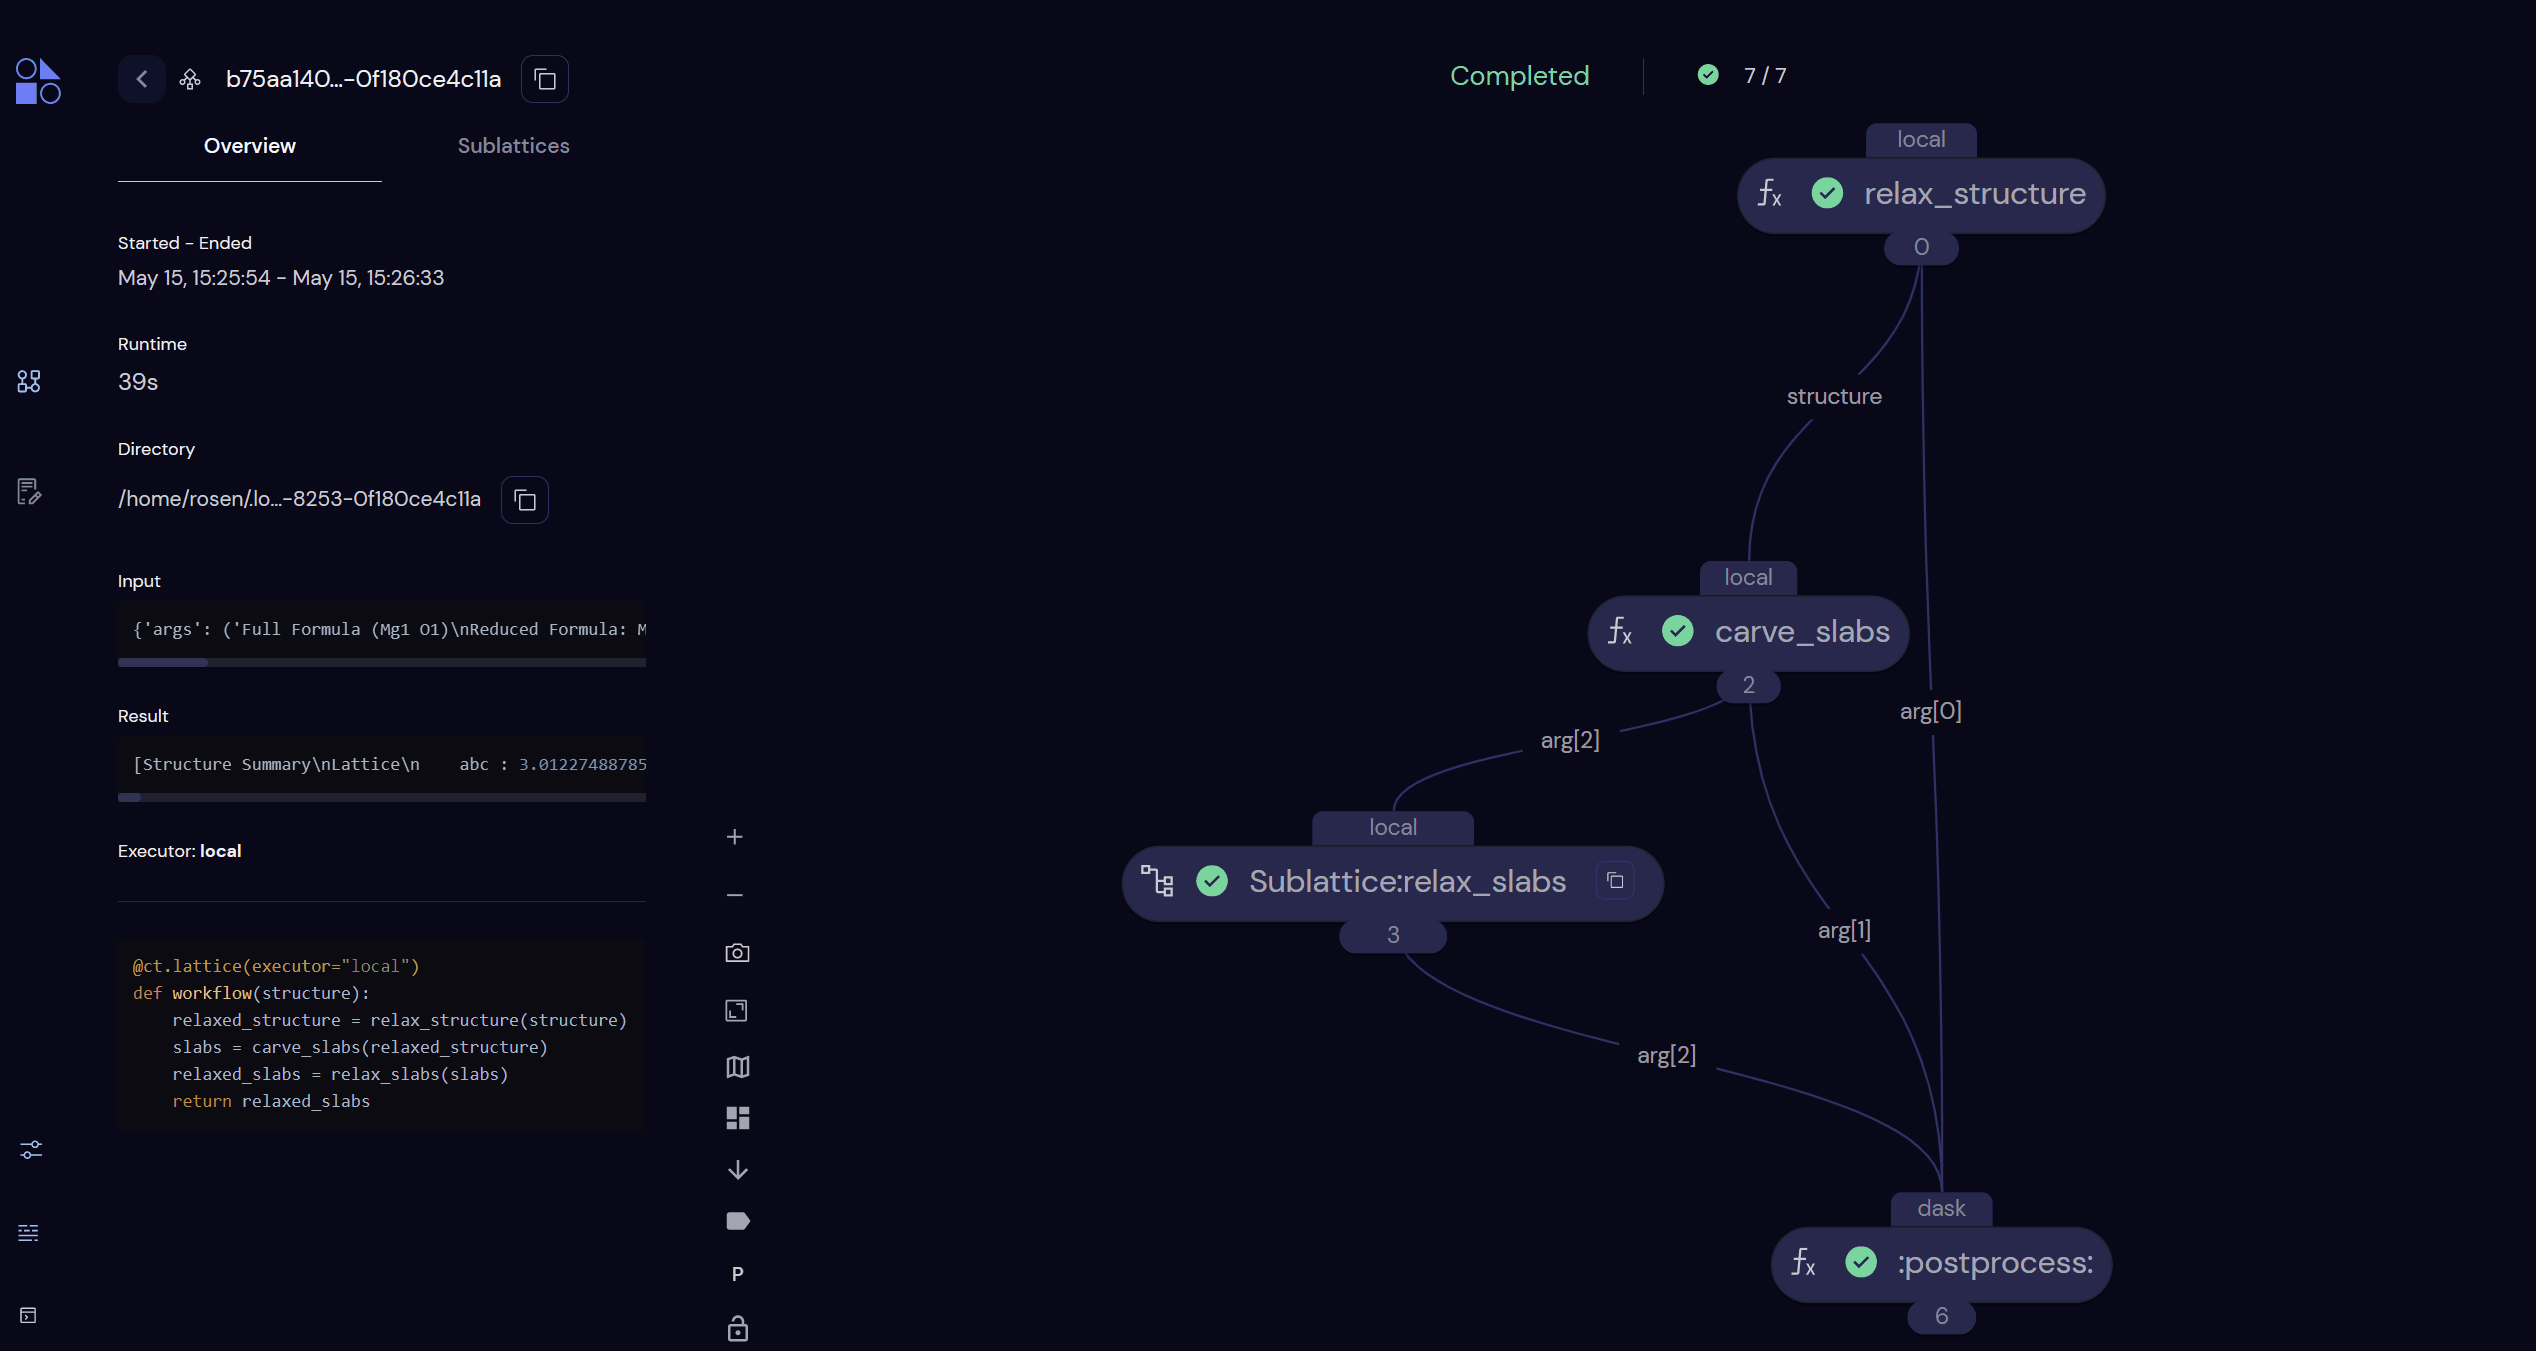 b75aa140...-0f180ce4c11a
Completed
7 / 7
Overview
Sublattices
Started - Ended
May 15, 15:25:54 - May 15, 15:26:33
Runtime
39s
Directory
/home/rosen/.lo...-8253-0f180ce4c11a
Input
{'args': ('Full Formula (Mg1 O1)\nReduced Formula: M
Result
[Structure Summary\nLattice\n    abc : 3.01227488785
Executor: local
@ct.lattice(executor="local")
def workflow(structure):
    relaxed_structure = relax_structure(structure)
    slabs = carve_slabs(relaxed_structure)
    relaxed_slabs = relax_slabs(slabs)
    return relaxed_slabs
P
local
fx relax_structure
0
structure
local
fx carve_slabs
2
arg[0]
arg[2]
local
Sublattice:relax_slabs
3
arg[1]
arg[2]
dask
fx :postprocess:
6